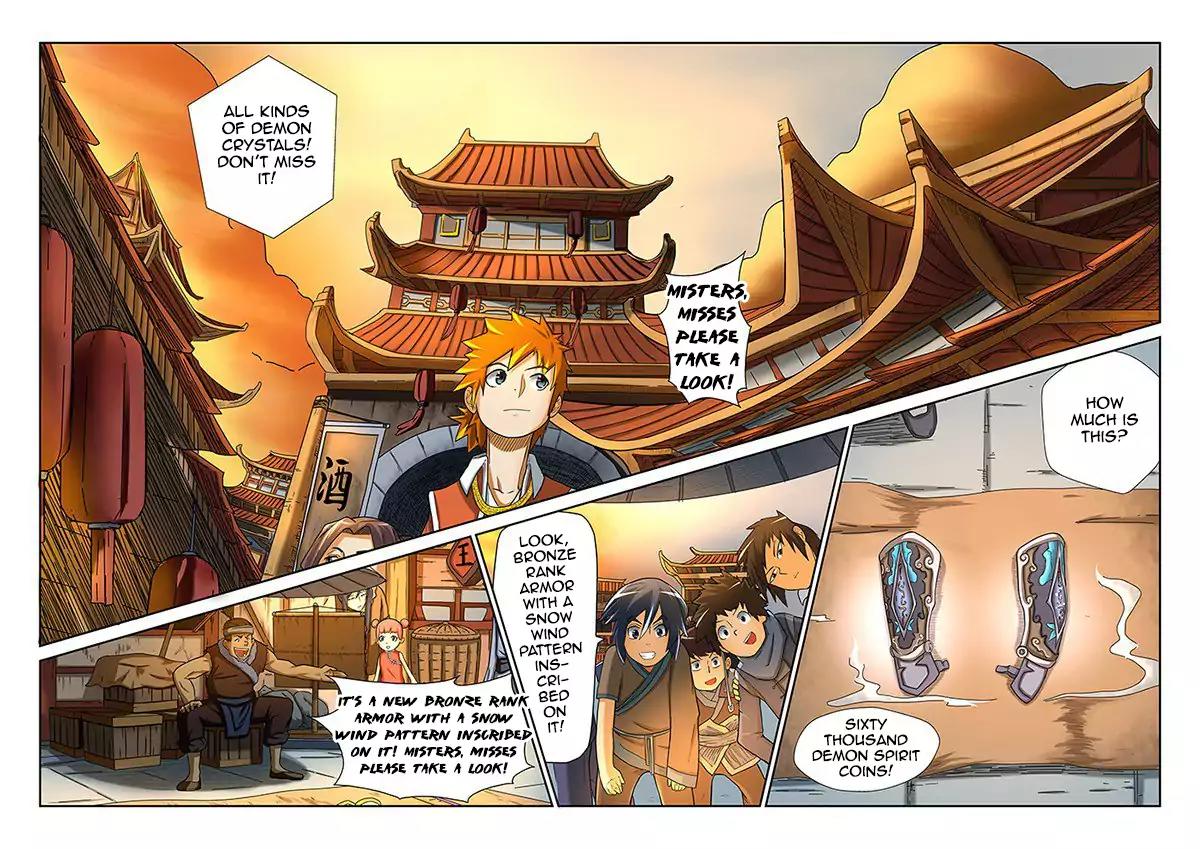 ALL KINDS
OF DEMON
CRYSTALS!
DON'T MISS
IT!
MISTERS,
MISSES
PLEASE
TAKE A
LOOK!
酒
王
IT'S A NEW BRONZE RANK
ARMOR WITH A SNOW
WIND PATTERN INSCRIBED
ON IT! MISTERS, MISSES
PLEASE TAKE A LOOK!
LOOK,
BRONZE
RANK
ARMOR
WITH A
SNOW
WIND
PATTERN
INS-
CRI-
BED
ON
IT!
HOW
MUCH IS
THIS?
SIXTY
THOUSAND
DEMON SPIRIT
COINS!